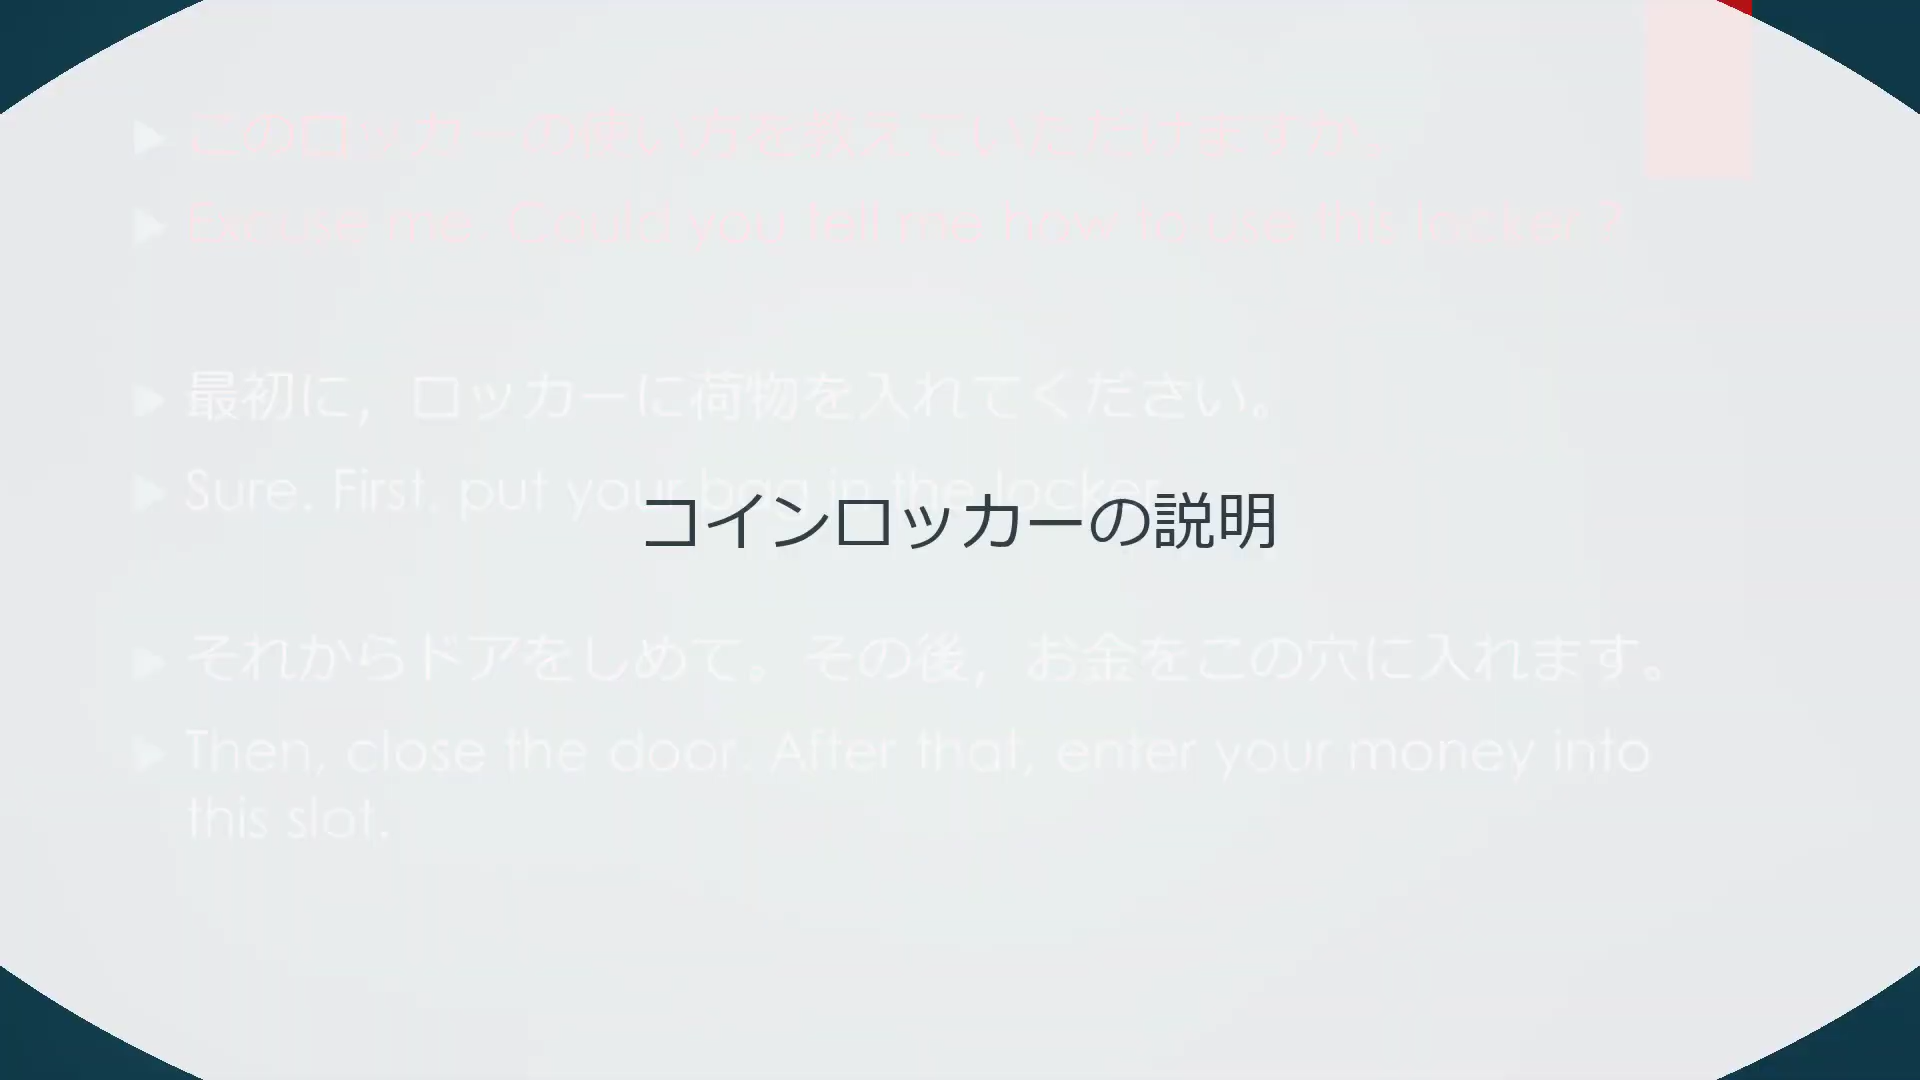 このロッカーの使い方を教えていただけますか。
Excuse me. Could you tell me how to use this locker ?
最初に，ロッカーに荷物を入れてください。
Sure. First, put your bag in the locker.
コインロッカーの説明
それからドアをしめて。その後，お金をこの穴に入れます。
Then, close the door. After that, enter your money into
this slot.